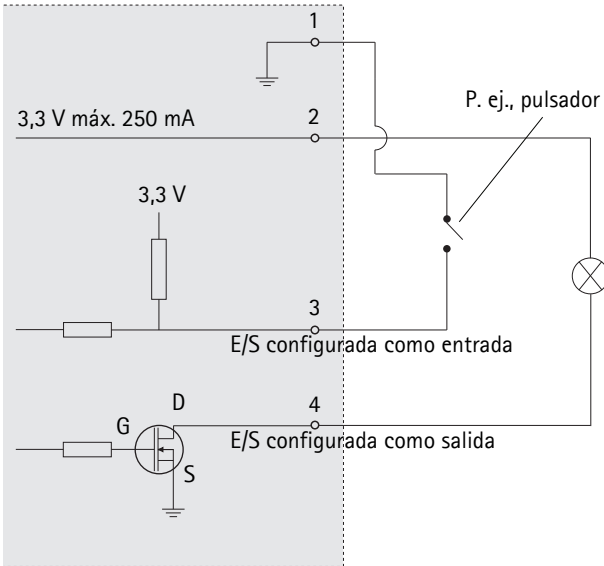 1
P. ej., pulsador
3,3 V máx. 250 mA
2
3,3 V
3
E/S configurada como entrada
D
4
G
E/S configurada como salida
S